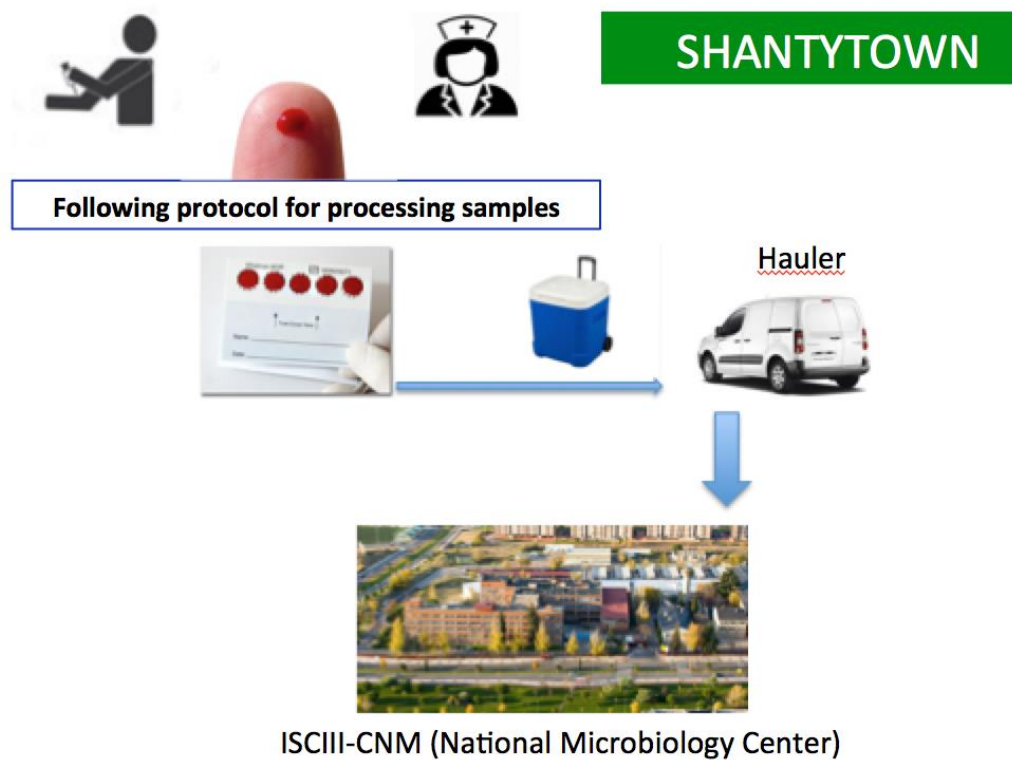 SHANTYTOWN
Following protocol for processing samples
Hauler
ISCIII-CNM (National Microbiology Center)